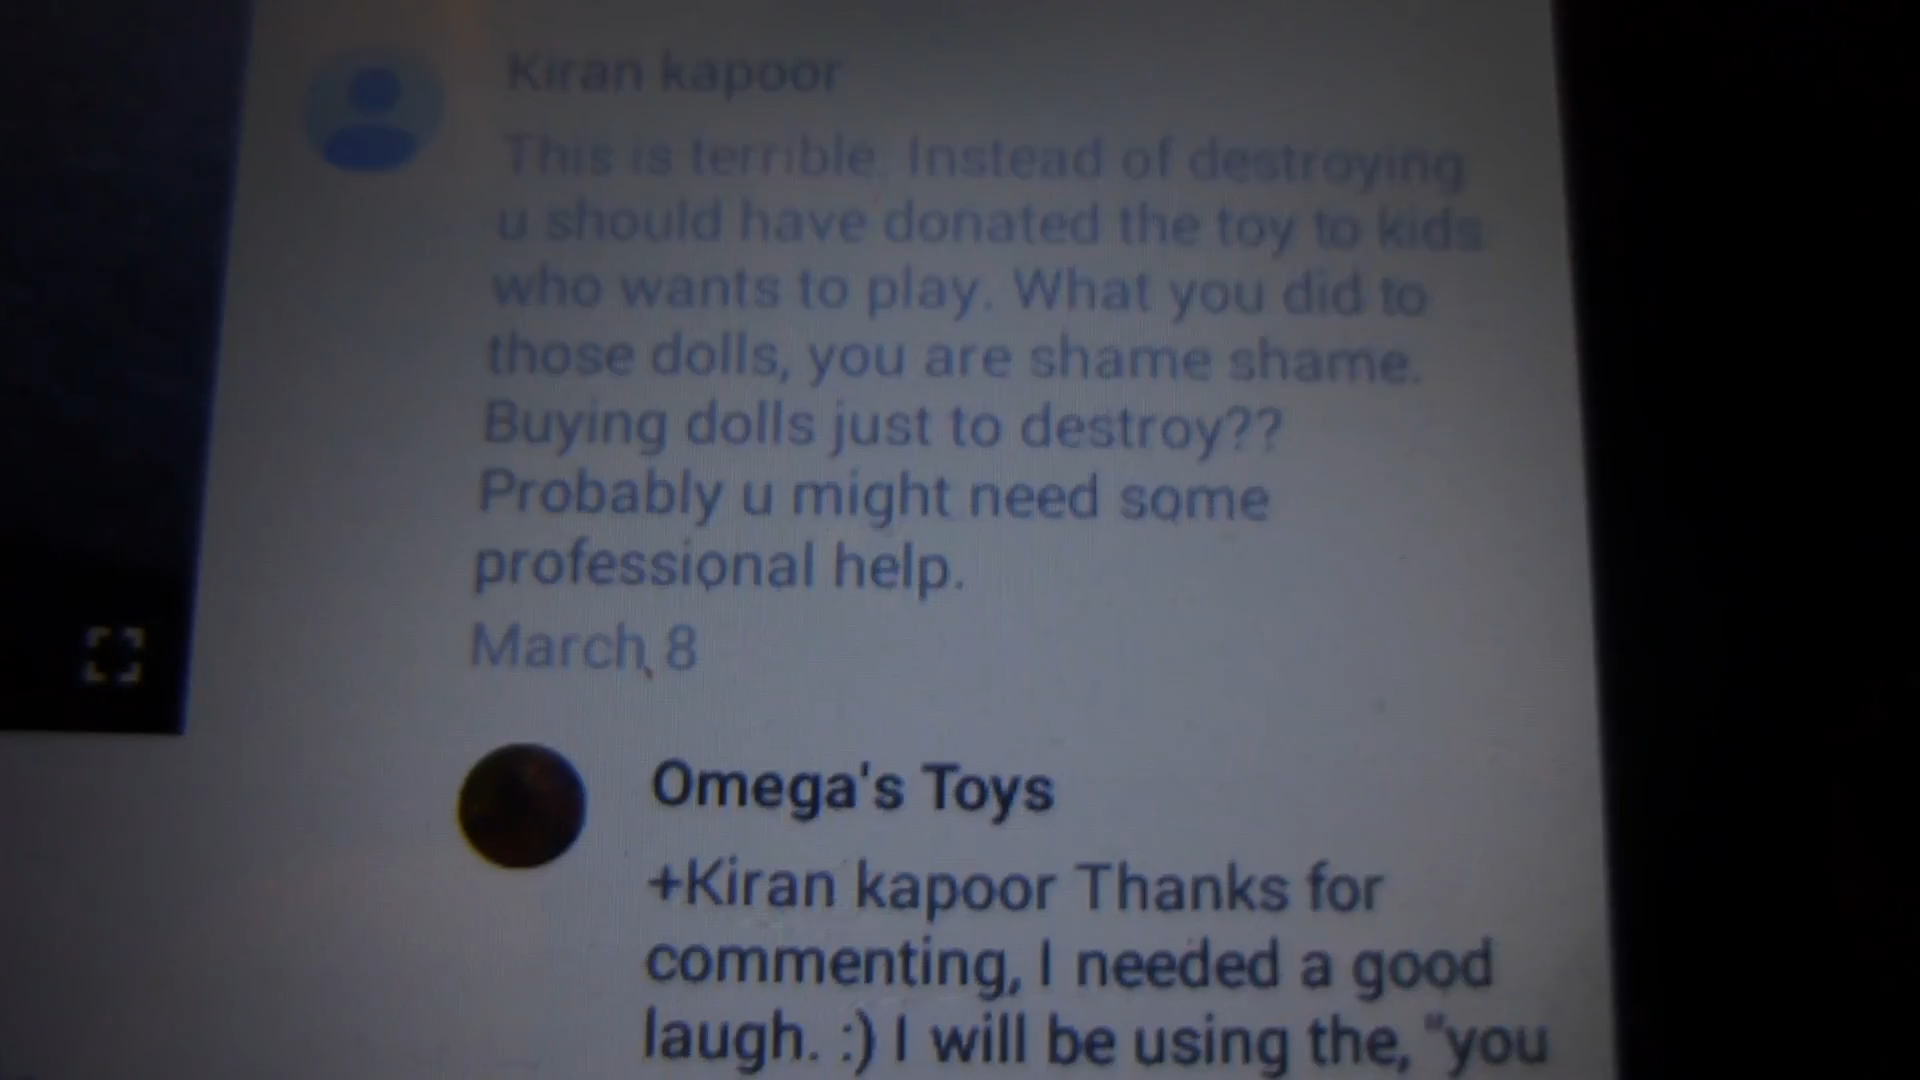 Kiran kapoor
This is terrible. Instead of destroying
u should have donated the toy to kids
who wants to play. What you did to
those dolls, you are shame shame.
Buying dolls just to destroy??
Probably u might need some
professional help.
March 8
Omega's Toys
+Kiran kapoor Thanks for
commenting, I needed a good
laugh. :) I will be using the, "you